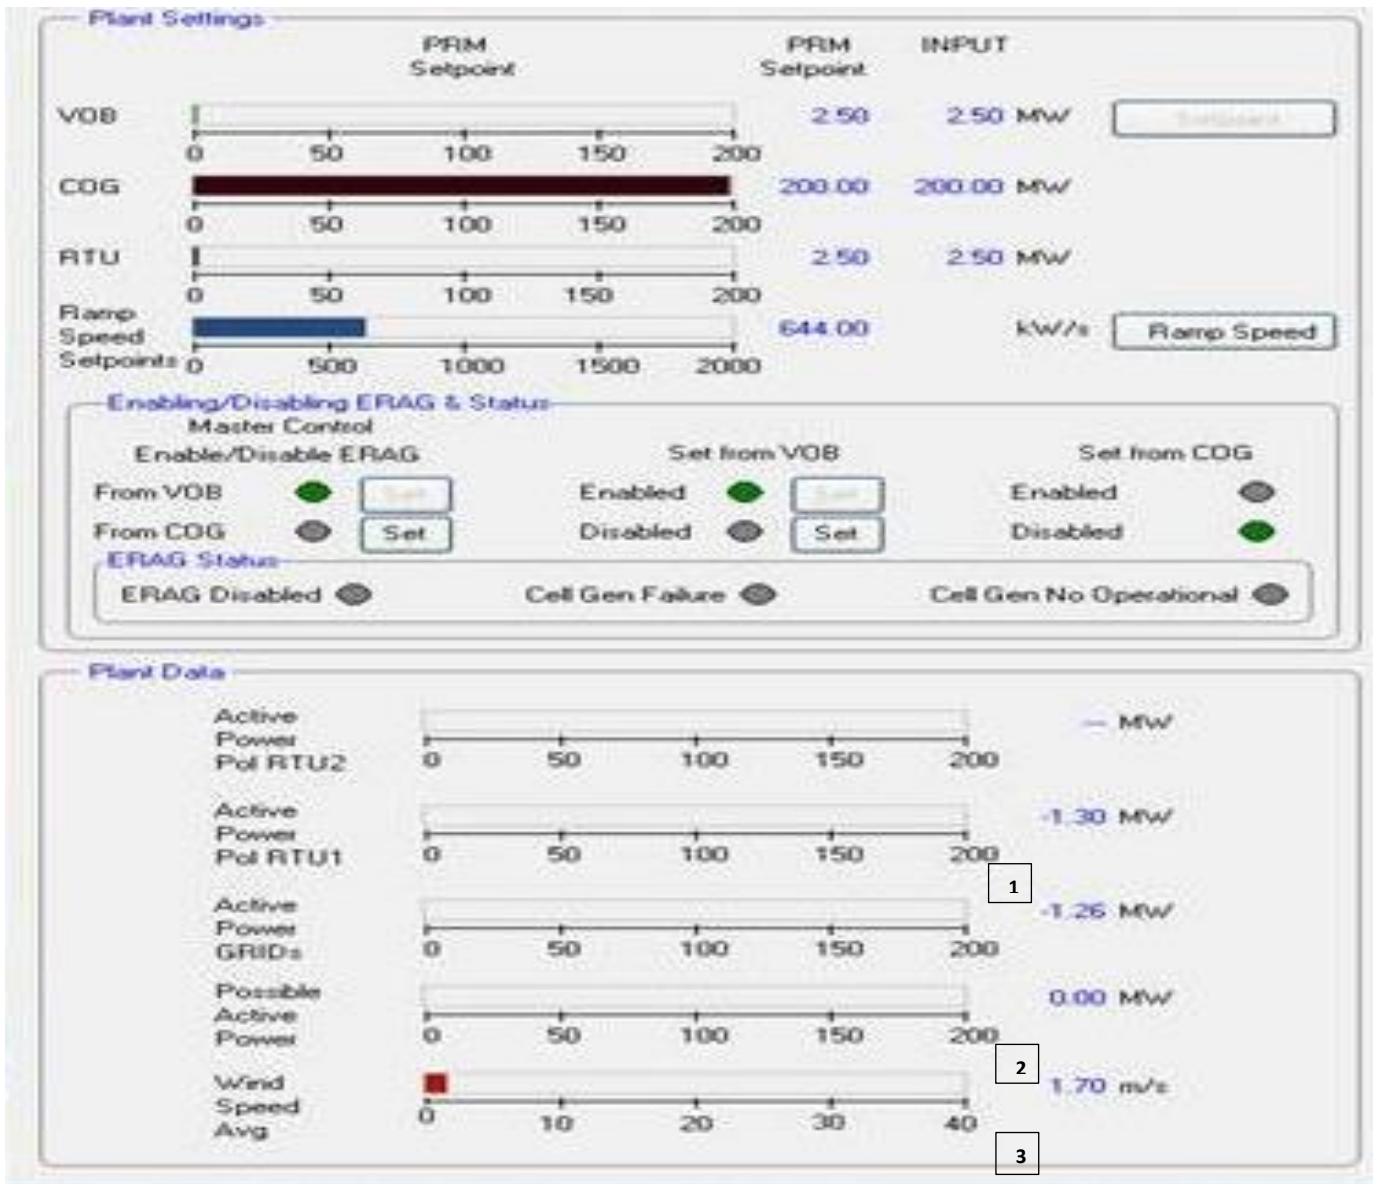 Plant Settings
PRM Setpoint
PRM Setpoint
INPUT
VOB
2.50
2.50 MW
Setpoint
0 50 100 150 200
COG
200.00
200.00 MW
0 50 100 150 200
RTU
2.50
2.50 MW
0 50 100 150 200
Ramp Speed Setpoints
644.00
kW/s
Ramp Speed
0 500 1000 1500 2000
Enabling/Disabling ERAG & Status
Master Control
Enable/Disable ERAG
Set from VOB
Set from COG
From VOB
Set
Enabled
Set
Enabled
From COG
Set
Disabled
Set
Disabled
ERAG Status
ERAG Disabled
Cell Gen Failure
Cell Gen No Operational
Plant Data
Active Power PoI RTU2
0 50 100 150 200
-- MW
Active Power PoI RTU1
0 50 100 150 200
-1.30 MW
1
Active Power GRIDs
0 50 100 150 200
-1.26 MW
Possible Active Power
0 50 100 150 200
0.00 MW
2
Wind Speed Avg
0 10 20 30 40
1.70 m/s
3